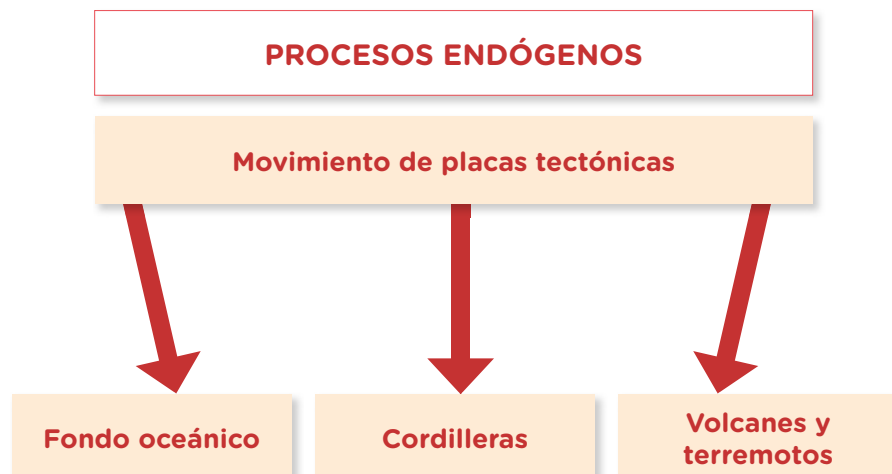 PROCESOS ENDÓGENOS
Movimiento de placas tectónicas
Fondo oceánico
Cordilleras
Volcanes y
terremotos